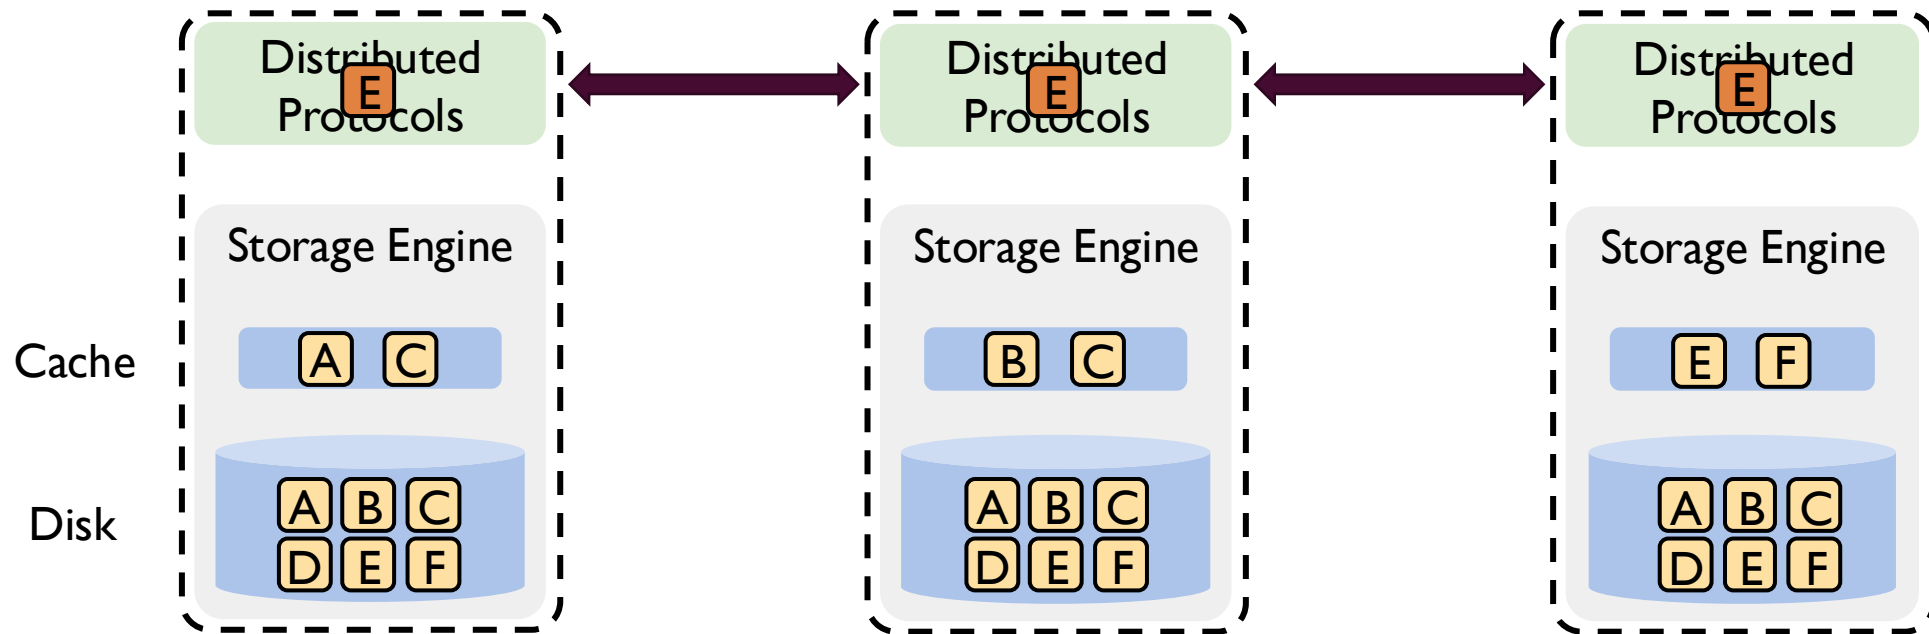 Distributed
Protocols
E
Distributed
Protocols
E
Distributed
Protocols
E
Storage Engine
Storage Engine
Storage Engine
Cache
A C
B C
E F
Disk
A B C
D E F
A B C
D E F
A B C
D E F